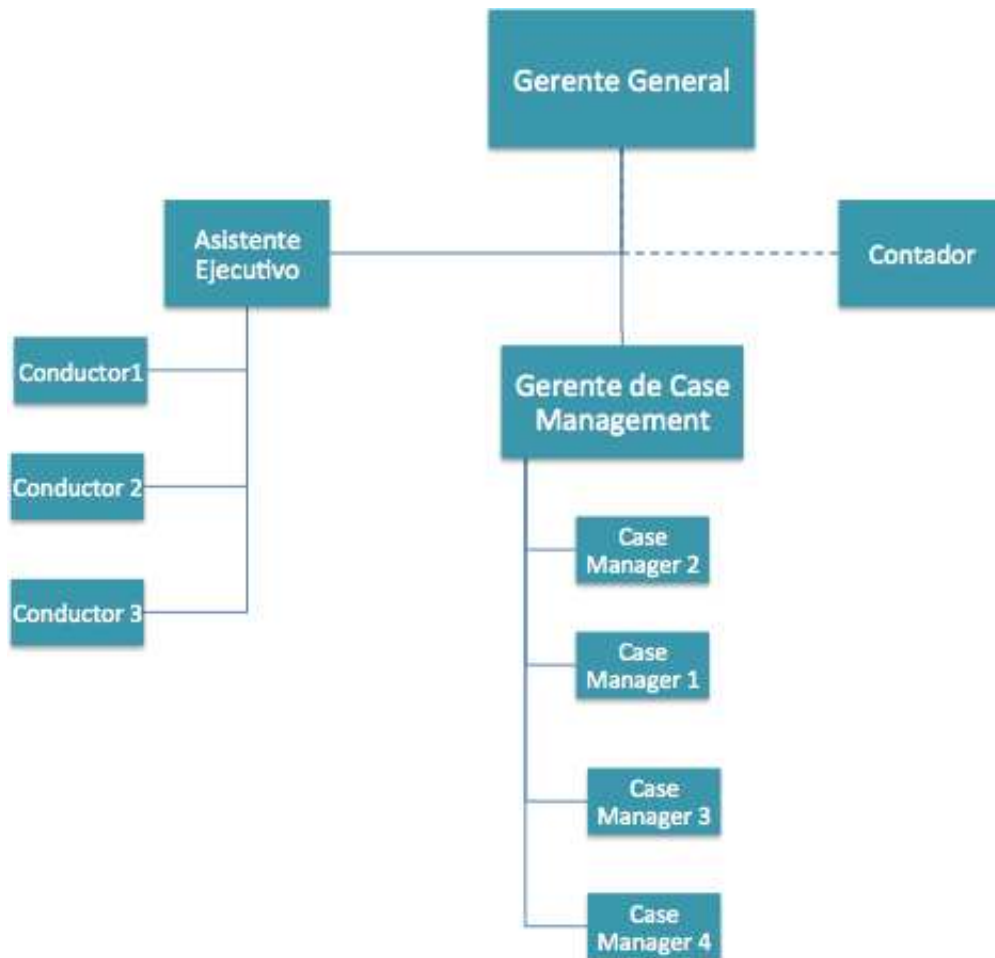 Gerente General
Asistente
Ejecutivo
Contador
Conductor1
Conductor 2
Conductor 3
Gerente de Case
Management
Case
Manager 2
Case
Manager 1
Case
Manager 3
Case
Manager 4